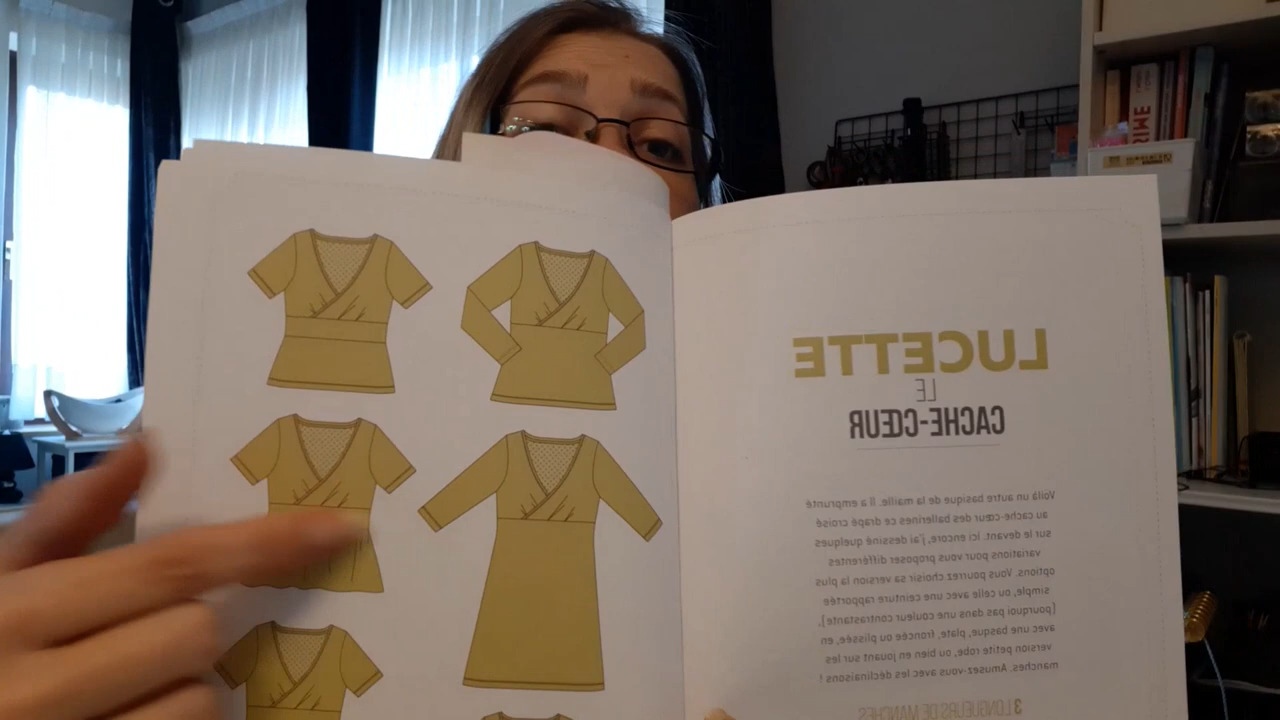 LUCETTE
LE
CACHE-CŒUR
Voilà un autre basique de la maille. Il a emprunté
au cache-cœur des ballerines ce drapé croisé
sur le devant. Ici encore, j'ai dessiné quelques
variations pour vous proposer différentes
options. Vous pourrez choisir sa version la plus
simple, ou celle avec une ceinture rapportée
[pourquoi pas dans une couleur contrastante],
avec une basque, plate, froncée ou plissée, en
version petite robe, ou bien en jouant sur les
manches. Amusez-vous avec les déclinaisons !
3 LONGUEURS DE MANCHES